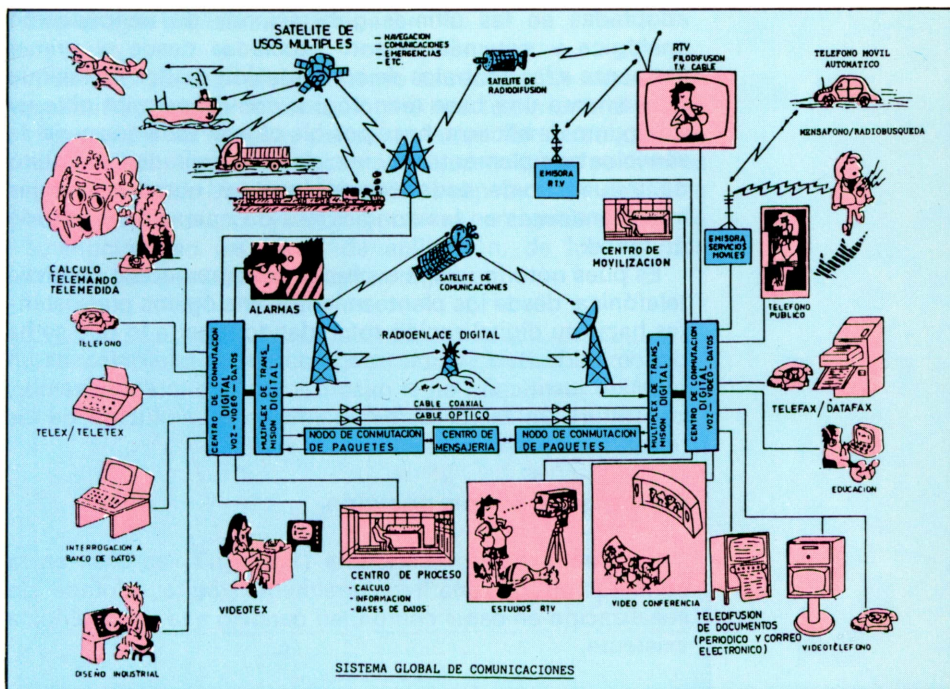 SATELITE DE
USOS MULTIPLES
- NAVEGACION
- COMUNICACIONES
- EMERGENCIAS
- ETC.
SATELITE DE
RADIODIFUSION
RTV
FILODIFUSION
TV CABLE
TELEFONO MOVIL
AUTOMATICO
MENSAFONO/RADIOBUSQUEDA
EMISORA
RTV
CENTRO DE
MOVILIZACION
EMISORA
SERVICIOS
MOVILES
TELEFONO
PUBLICO
CALCULO
TELEMANDO
TELEMEDIDA
ALARMAS
SATELITE DE
COMUNICACIONES
TELEFONO
RADIOENLACE DIGITAL
CENTRO DE CONMUTACION
DIGITAL
VOZ-VIDEO-DATOS
MULTIPLEX DE TRANS_
MISION DIGITAL
CABLE COAXIAL
CABLE OPTICO
MULTIPLEX DE TRANS_
MISION DIGITAL
CENTRO DE CONMUTACION
DIGITAL
VOZ-VIDEO-DATOS
TELEX/TELETEX
TELEFAX/DATAFAX
NODO DE CONMUTACION
DE PAQUETES
CENTRO DE
MENSAJERIA
NODO DE CONMUTACION
DE PAQUETES
EDUCACION
INTERROGACION A
BANCO DE DATOS
VIDEOTEX
CENTRO DE PROCESO
- CALCULO
- INFORMACION
- BASES DE DATOS
ESTUDIOS RTV
VIDEO CONFERENCIA
TELEDIFUSION
DE DOCUMENTOS
(PERIODICO Y CORREO
ELECTRONICO)
VIDEOTELEFONO
DISEÑO INDUSTRIAL
SISTEMA GLOBAL DE COMUNICACIONES